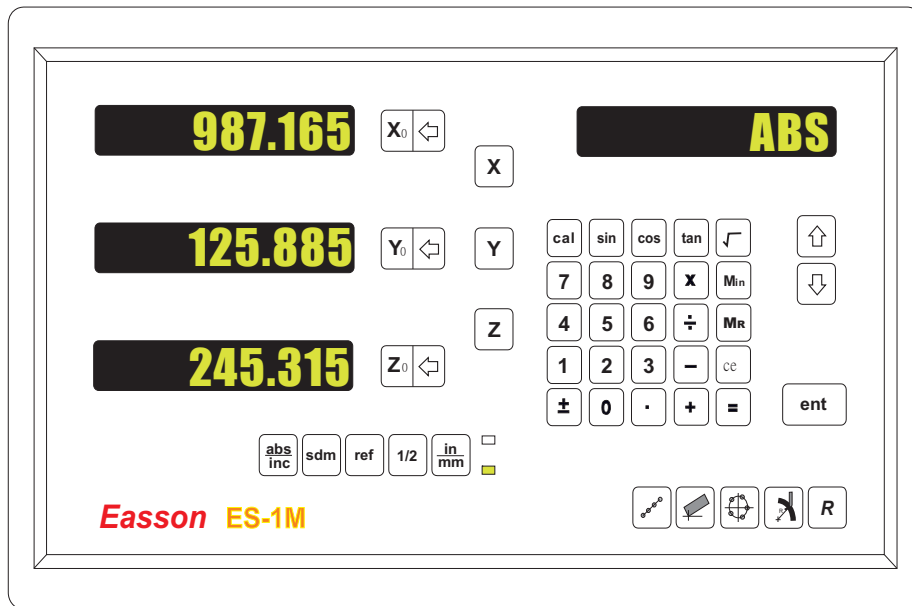 987.165 X0 ABS
X
125.885 Y0 Y
cal sin cos tan √
7 8 9 x Min
Z
4 5 6 ÷ MR
245.315 Z0
1 2 3 − ce
± 0 · + = ent
abs/inc sdm ref 1/2 in/mm
Easson ES-1M
R R